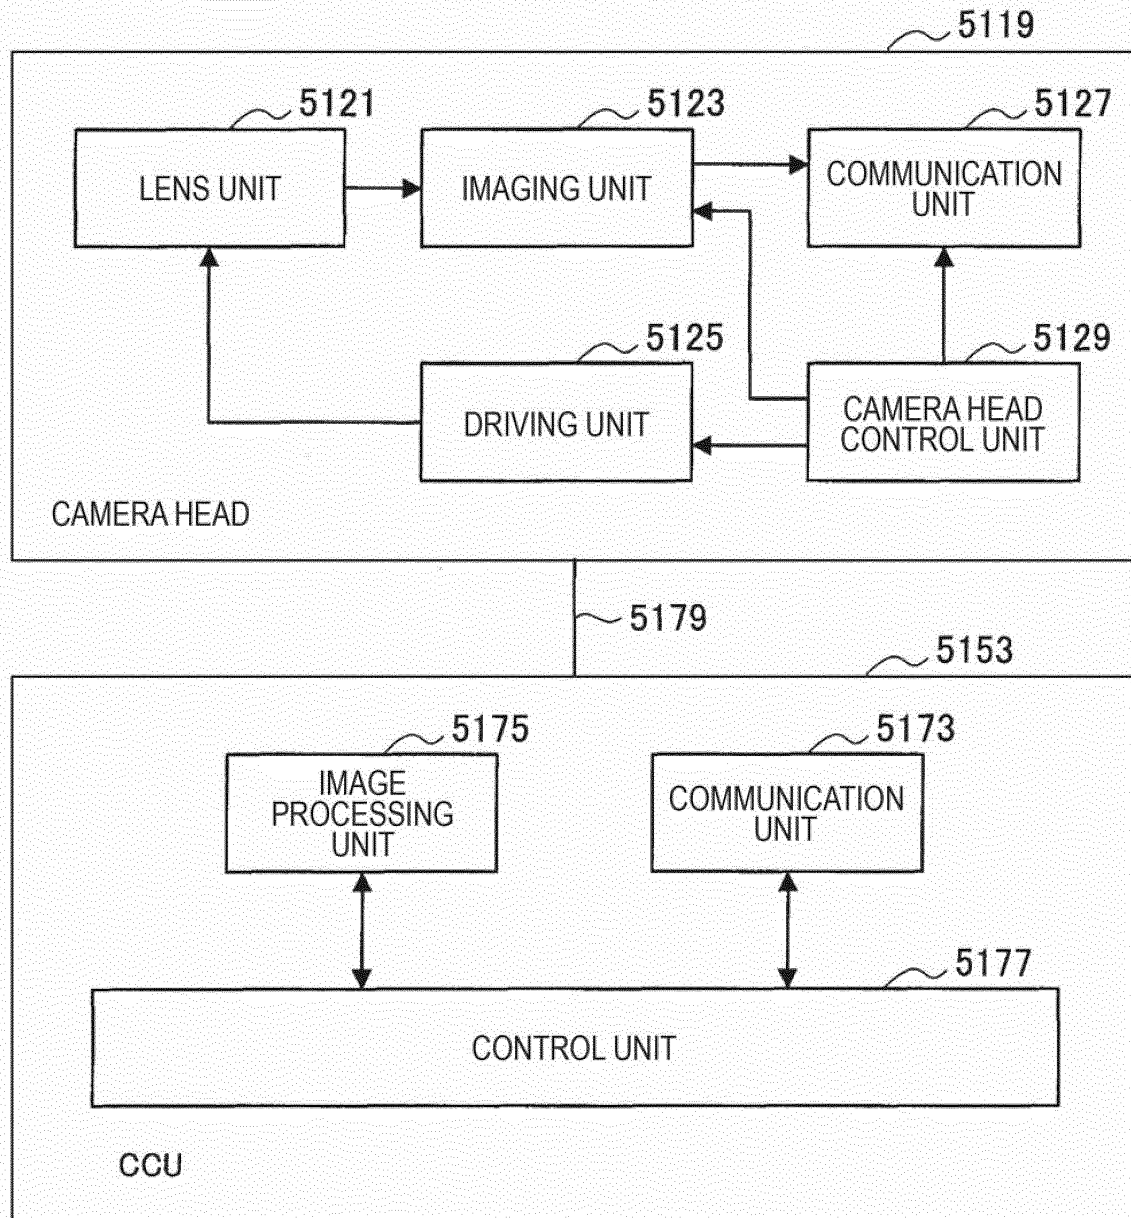 5119
5121
5123
5127
LENS UNIT
IMAGING UNIT
COMMUNICATION
UNIT
5125
5129
DRIVING UNIT
CAMERA HEAD
CONTROL UNIT
CAMERA HEAD
5179
5153
5175
5173
IMAGE
PROCESSING
UNIT
COMMUNICATION
UNIT
5177
CONTROL UNIT
CCU